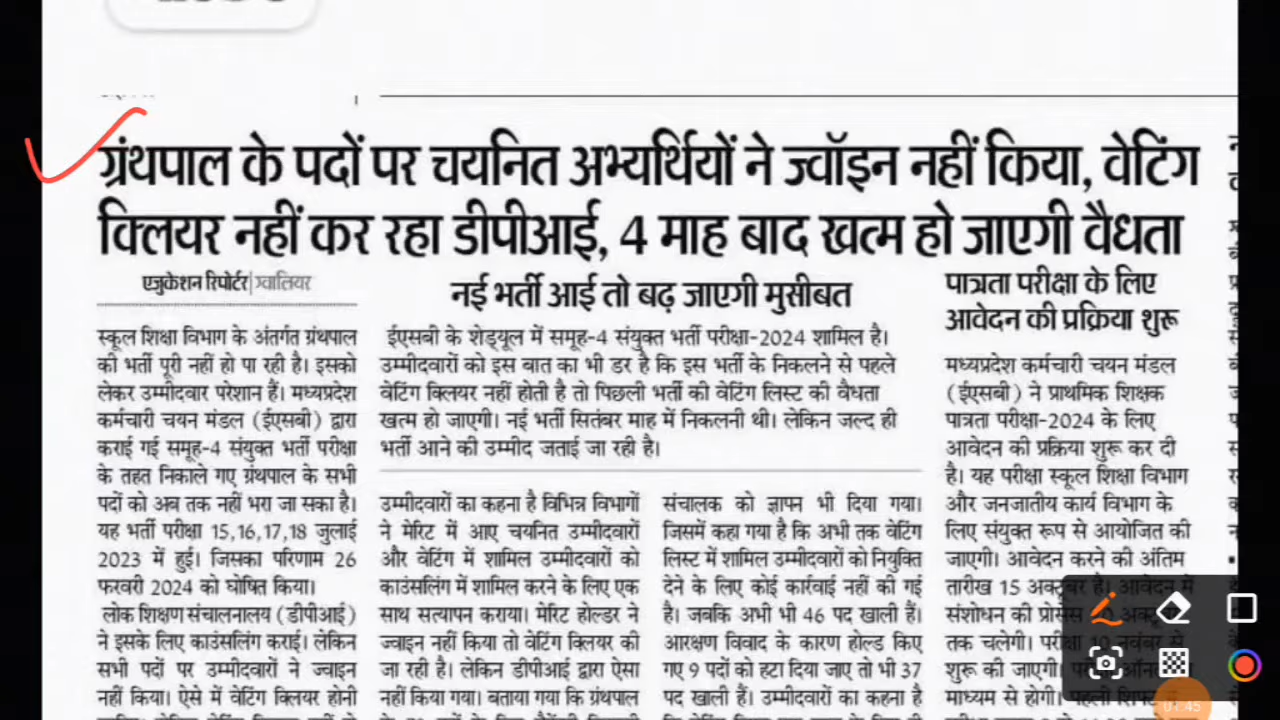 ग्रंथपाल के पदों पर चयनित अभ्यर्थियों ने ज्वॉइन नहीं किया, वेटिंग
क्लियर नहीं कर रहा डीपीआई, 4 माह बाद खत्म हो जाएगी वैधता
एजुकेशन रिपोर्टर|ग्वालियर
स्कूल शिक्षा विभाग के अंतर्गत ग्रंथपाल
की भर्ती पूरी नहीं हो पा रही है। इसको
लेकर उम्मीदवार परेशान हैं। मध्यप्रदेश
कर्मचारी चयन मंडल (ईएसबी) द्वारा
कराई गई समूह-4 संयुक्त भर्ती परीक्षा
के तहत निकाले गए ग्रंथपाल के सभी
पदों को अब तक नहीं भरा जा सका है।
यह भर्ती परीक्षा 15,16,17,18 जुलाई
2023 में हुई। जिसका परिणाम 26
फरवरी 2024 को घोषित किया।
लोक शिक्षण संचालनालय (डीपीआई)
ने इसके लिए काउंसलिंग कराई। लेकिन
सभी पदों पर उम्मीदवारों ने ज्वाइन
नहीं किया। ऐसे में वेटिंग क्लियर होनी
नई भर्ती आई तो बढ़ जाएगी मुसीबत
ईएसबी के शेड्यूल में समूह-4 संयुक्त भर्ती परीक्षा-2024 शामिल है।
उम्मीदवारों को इस बात का भी डर है कि इस भर्ती के निकलने से पहले
वेटिंग क्लियर नहीं होती है तो पिछली भर्ती की वेटिंग लिस्ट की वैधता
खत्म हो जाएगी। नई भर्ती सितंबर माह में निकलनी थी। लेकिन जल्द ही
भर्ती आने की उम्मीद जताई जा रही है।
उम्मीदवारों का कहना है विभिन्न विभागों
ने मेरिट में आए चयनित उम्मीदवारों
और वेटिंग में शामिल उम्मीदवारों को
काउंसलिंग में शामिल करने के लिए एक
साथ सत्यापन कराया। मेरिट होल्डर ने
ज्वाइन नहीं किया तो वेटिंग क्लियर की
जा रही है। लेकिन डीपीआई द्वारा ऐसा
नहीं किया गया। बताया गया कि ग्रंथपाल
संचालक को ज्ञापन भी दिया गया।
जिसमें कहा गया है कि अभी तक वेटिंग
लिस्ट में शामिल उम्मीदवारों को नियुक्ति
देने के लिए कोई कार्रवाई नहीं की गई
है। जबकि अभी भी 46 पद खाली हैं।
आरक्षण विवाद के कारण होल्ड किए
गए 9 पदों को हटा दिया जाए तो भी 37
पद खाली हैं। उम्मीदवारों का कहना है
पात्रता परीक्षा के लिए
आवेदन की प्रक्रिया शुरू
मध्यप्रदेश कर्मचारी चयन मंडल
(ईएसबी) ने प्राथमिक शिक्षक
पात्रता परीक्षा-2024 के लिए
आवेदन की प्रक्रिया शुरू कर दी
है। यह परीक्षा स्कूल शिक्षा विभाग
और जनजातीय कार्य विभाग के
लिए संयुक्त रूप से आयोजित की
जाएगी। आवेदन करने की अंतिम
तारीख 15 अक्टूबर है। आवेदन में
संशोधन की प्रोसेस अक्टूबर
तक चलेगी। परीक्षा 10 नवंबर से
शुरू की जाएगी।
माध्यम से होगी। पहली